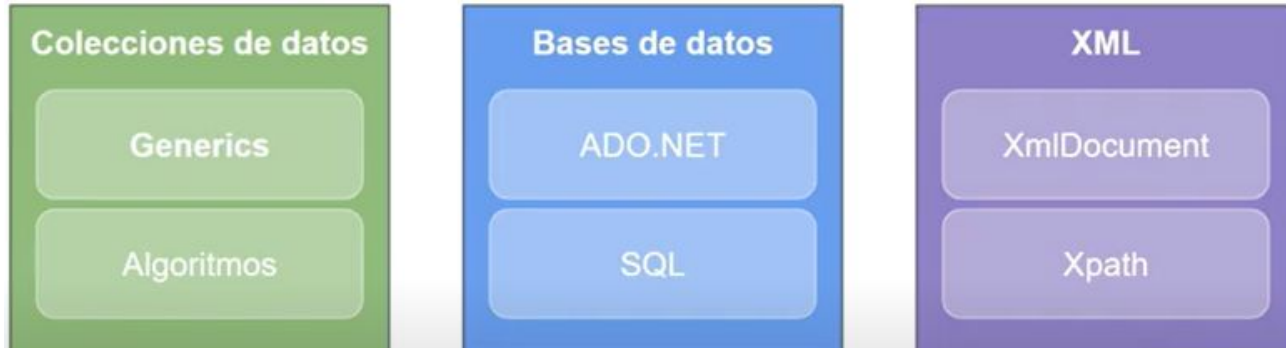 Colecciones de datos
Generics
Algoritmos
Bases de datos
ADO.NET
SQL
XML
XmlDocument
Xpath